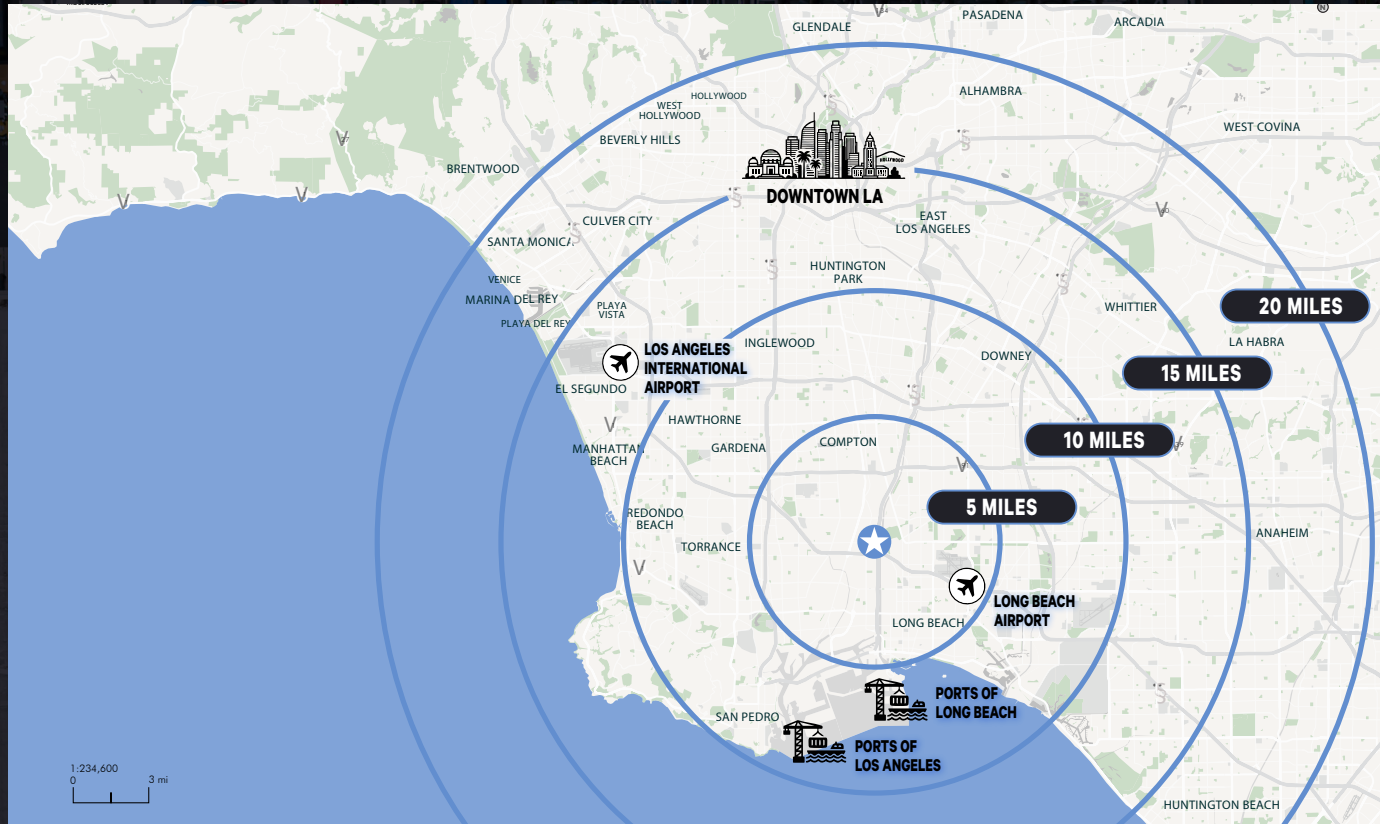 GLENDALE
PASADENA
ARCADIA
N
HOLLYWOOD
WEST
HOLLYWOOD
ALHAMBRA
BEVERLY HILLS
WEST COVINA
HOLLYWOOD
BRENTWOOD
DOWNTOWN LA
CULVER CITY
EAST
LOS ANGELES
SANTA MONICA
HUNTINGTON
PARK
VENICE
MARINA DEL REY
PLAYA
VISTA
WHITTIER
20 MILES
PLAYA DEL REY
INGLEWOOD
LA HABRA
LOS ANGELES
INTERNATIONAL
AIRPORT
DOWNEY
15 MILES
EL SEGUNDO
HAWTHORNE
10 MILES
MANHATTAN
BEACH
GARDENA
COMPTON
5 MILES
REDONDO
BEACH
TORRANCE
ANAHEIM
LONG BEACH
AIRPORT
LONG BEACH
PORTS OF
LONG BEACH
SAN PEDRO
PORTS OF
LOS ANGELES
1:234,600
0 3 mi
HUNTINGTON BEACH